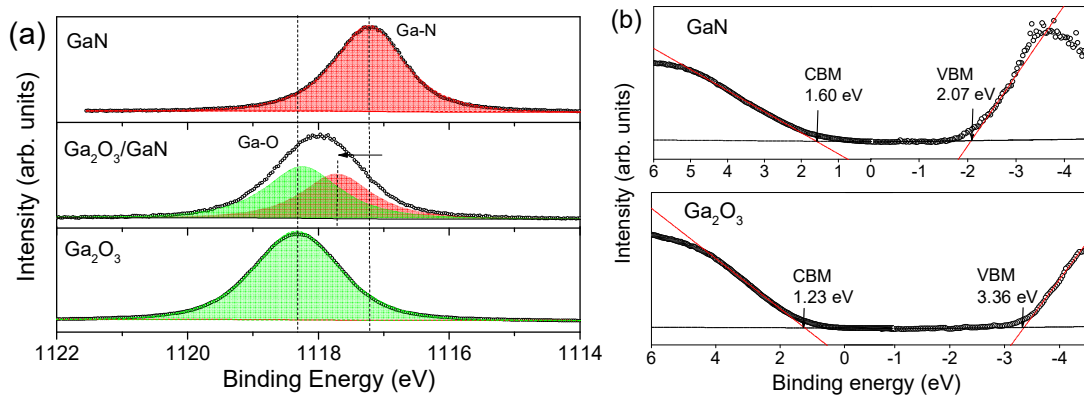 (a)
GaN
Ga-N
Ga₂O₃/GaN
Ga-O
Ga₂O₃
Intensity (arb. units)
1122 1120 1118 1116 1114
Binding Energy (eV)
(b)
GaN
CBM
1.60 eV
VBM
2.07 eV
6 5 4 3 2 1 0 -1 -2 -3 -4
Ga₂O₃
CBM
1.23 eV
VBM
3.36 eV
Intensity (arb. units)
6 4 2 0 -1 -2 -3 -4
Binding energy (eV)